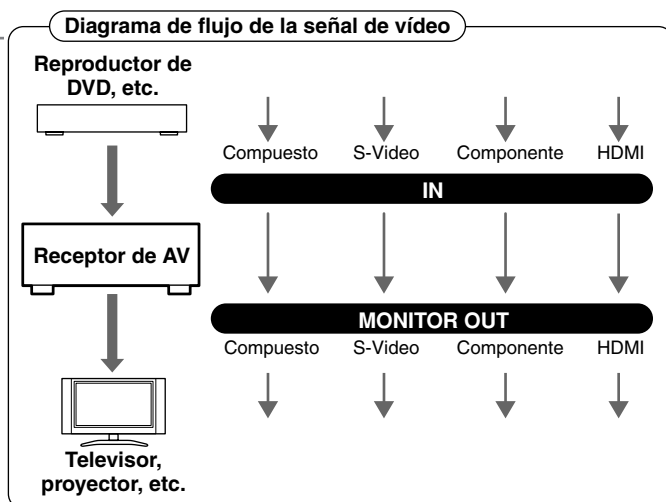 Diagrama de flujo de la señal de vídeo
Reproductor de
DVD, etc.
Compuesto S-Video Componente HDMI
IN
Receptor de AV
MONITOR OUT
Compuesto S-Video Componente HDMI
Televisor,
proyector, etc.